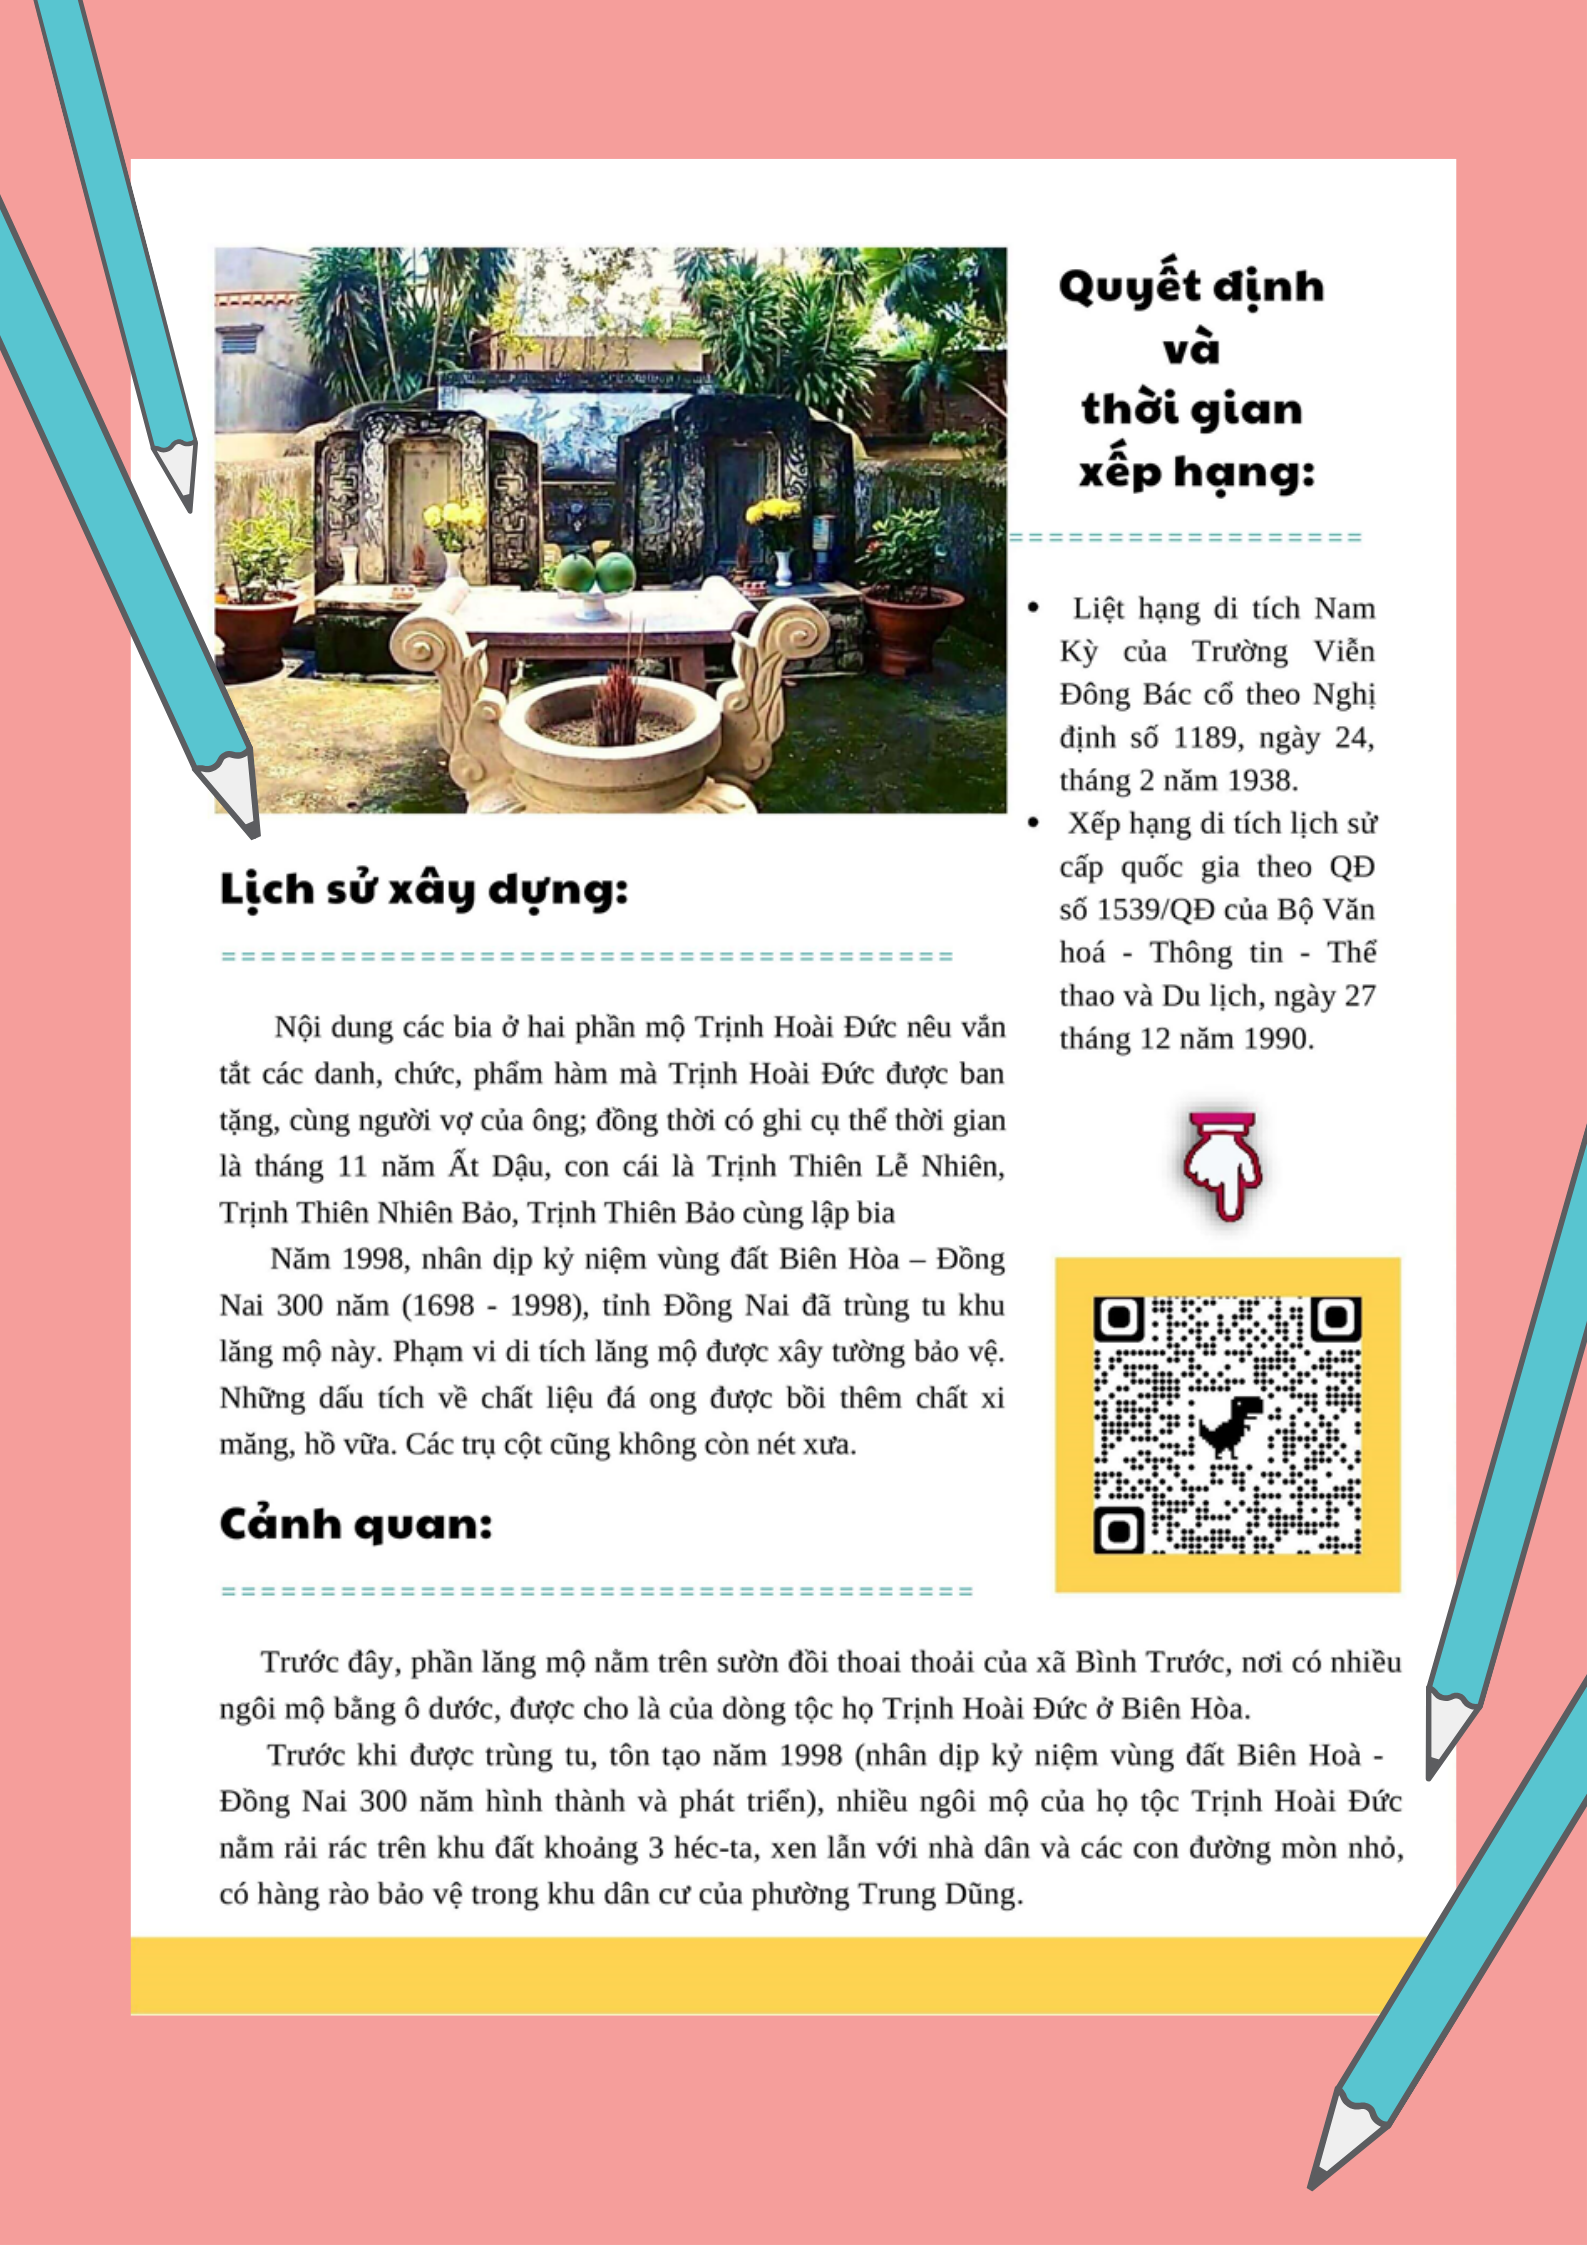 Quyết định
và
thời gian
xếp hạng:
==================
• Liệt hạng di tích Nam
Kỳ của Trường Viễn
Đông Bác cổ theo Nghị
định số 1189, ngày 24,
tháng 2 năm 1938.
• Xếp hạng di tích lịch sử
cấp quốc gia theo QĐ
số 1539/QĐ của Bộ Văn
hoá - Thông tin - Thể
thao và Du lịch, ngày 27
tháng 12 năm 1990.
Lịch sử xây dựng:
=====================================
Nội dung các bia ở hai phần mộ Trịnh Hoài Đức nêu vắn
tắt các danh, chức, phẩm hàm mà Trịnh Hoài Đức được ban
tặng, cùng người vợ của ông; đồng thời có ghi cụ thể thời gian
là tháng 11 năm Ất Dậu, con cái là Trịnh Thiên Lễ Nhiên,
Trịnh Thiên Nhiên Bảo, Trịnh Thiên Bảo cùng lập bia
Năm 1998, nhân dịp kỷ niệm vùng đất Biên Hòa – Đồng
Nai 300 năm (1698 - 1998), tỉnh Đồng Nai đã trùng tu khu
lăng mộ này. Phạm vi di tích lăng mộ được xây tường bảo vệ.
Những dấu tích về chất liệu đá ong được bồi thêm chất xi
măng, hồ vữa. Các trụ cột cũng không còn nét xưa.
Cảnh quan:
======================================
Trước đây, phần lăng mộ nằm trên sườn đồi thoai thoải của xã Bình Trước, nơi có nhiều
ngôi mộ bằng ô dước, được cho là của dòng tộc họ Trịnh Hoài Đức ở Biên Hòa.
Trước khi được trùng tu, tôn tạo năm 1998 (nhân dịp kỷ niệm vùng đất Biên Hoà -
Đồng Nai 300 năm hình thành và phát triển), nhiều ngôi mộ của họ tộc Trịnh Hoài Đức
nằm rải rác trên khu đất khoảng 3 héc-ta, xen lẫn với nhà dân và các con đường mòn nhỏ,
có hàng rào bảo vệ trong khu dân cư của phường Trung Dũng.